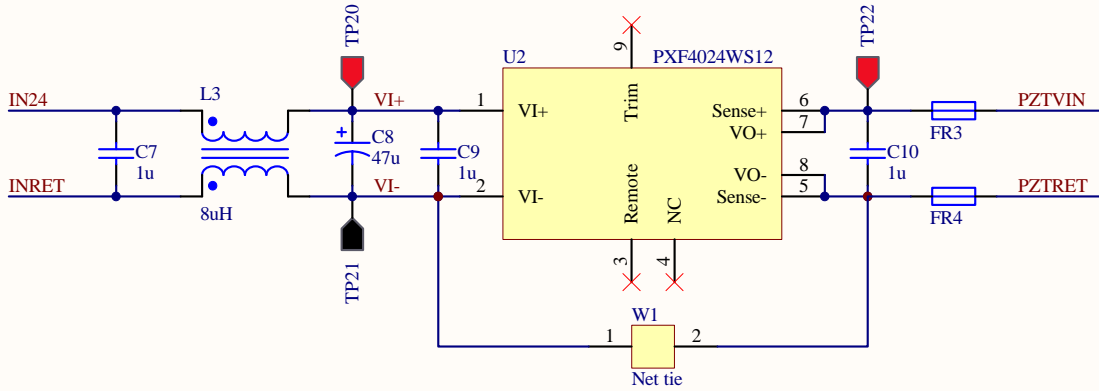 TP20
TP22
9
U2
PXF4024WS12
IN24
L3
VI+
1
VI+
Trim
Sense+
6
PZTVIN
VO+
7
FR3
C7
1u
C8
47u
C9
1u
C10
1u
VO-
8
INRET
VI-
2
VI-
Sense-
5
PZTRET
8uH
Remote
NC
FR4
TP21
3
4
W1
1
2
Net tie